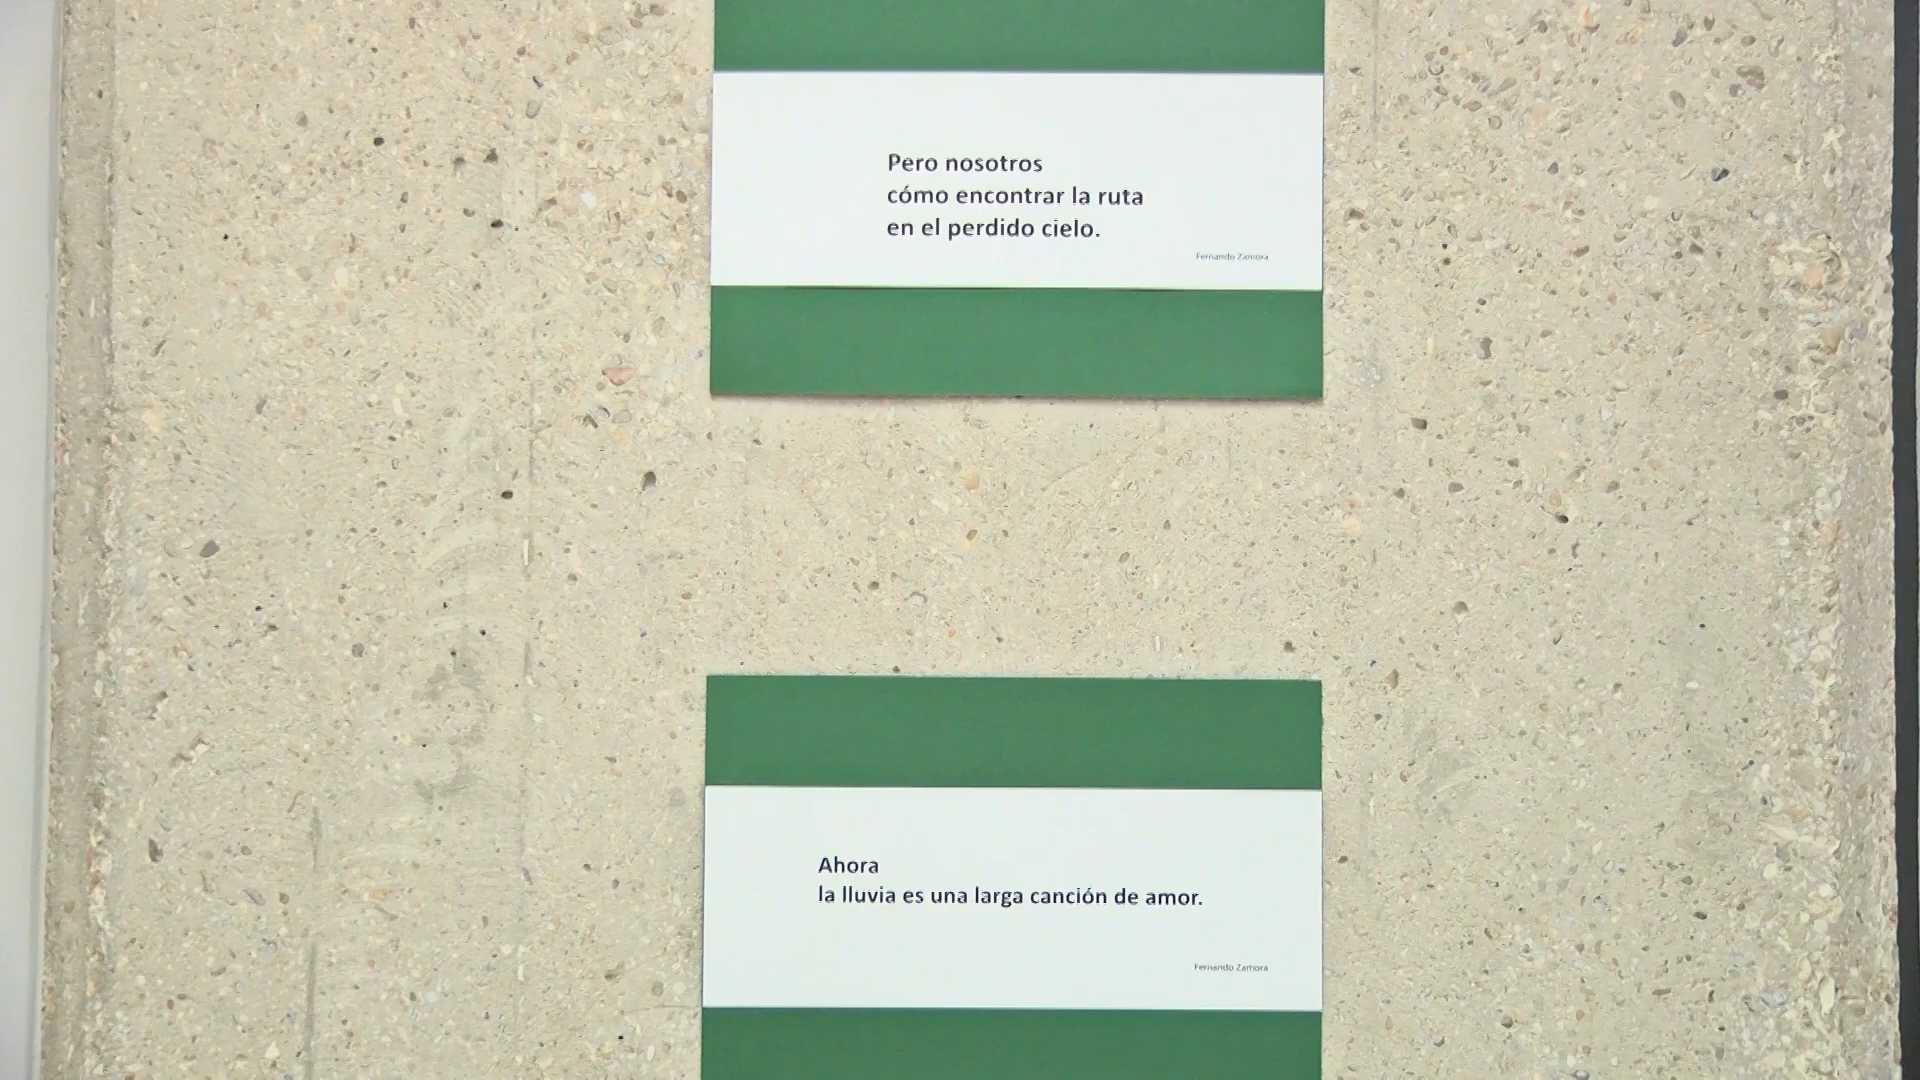 Pero nosotros
cómo encontrar la ruta
en el perdido cielo.
Fernando Zamora
Ahora
la lluvia es una larga canción de amor.
Fernando Zamora